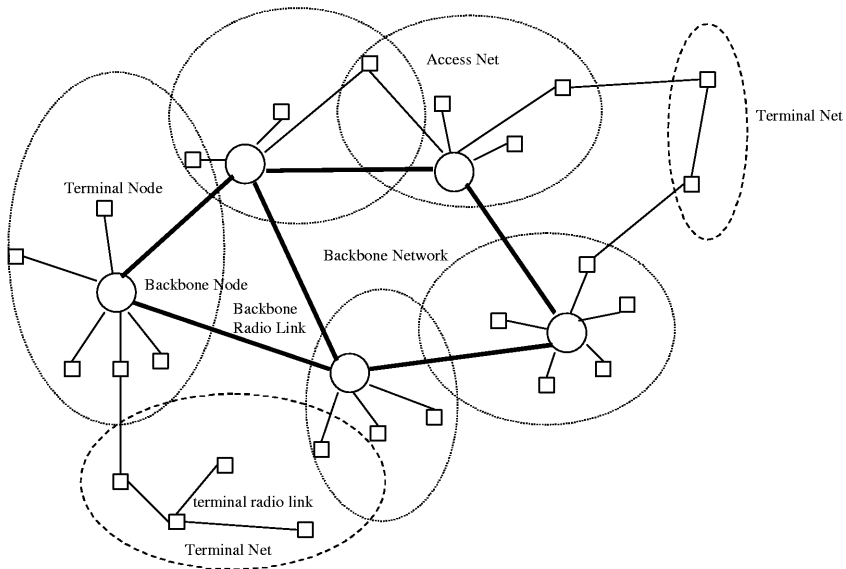 Access Net
Terminal Net
Terminal Node
Backbone Network
Backbone Node
Backbone
Radio Link
terminal radio link
Terminal Net